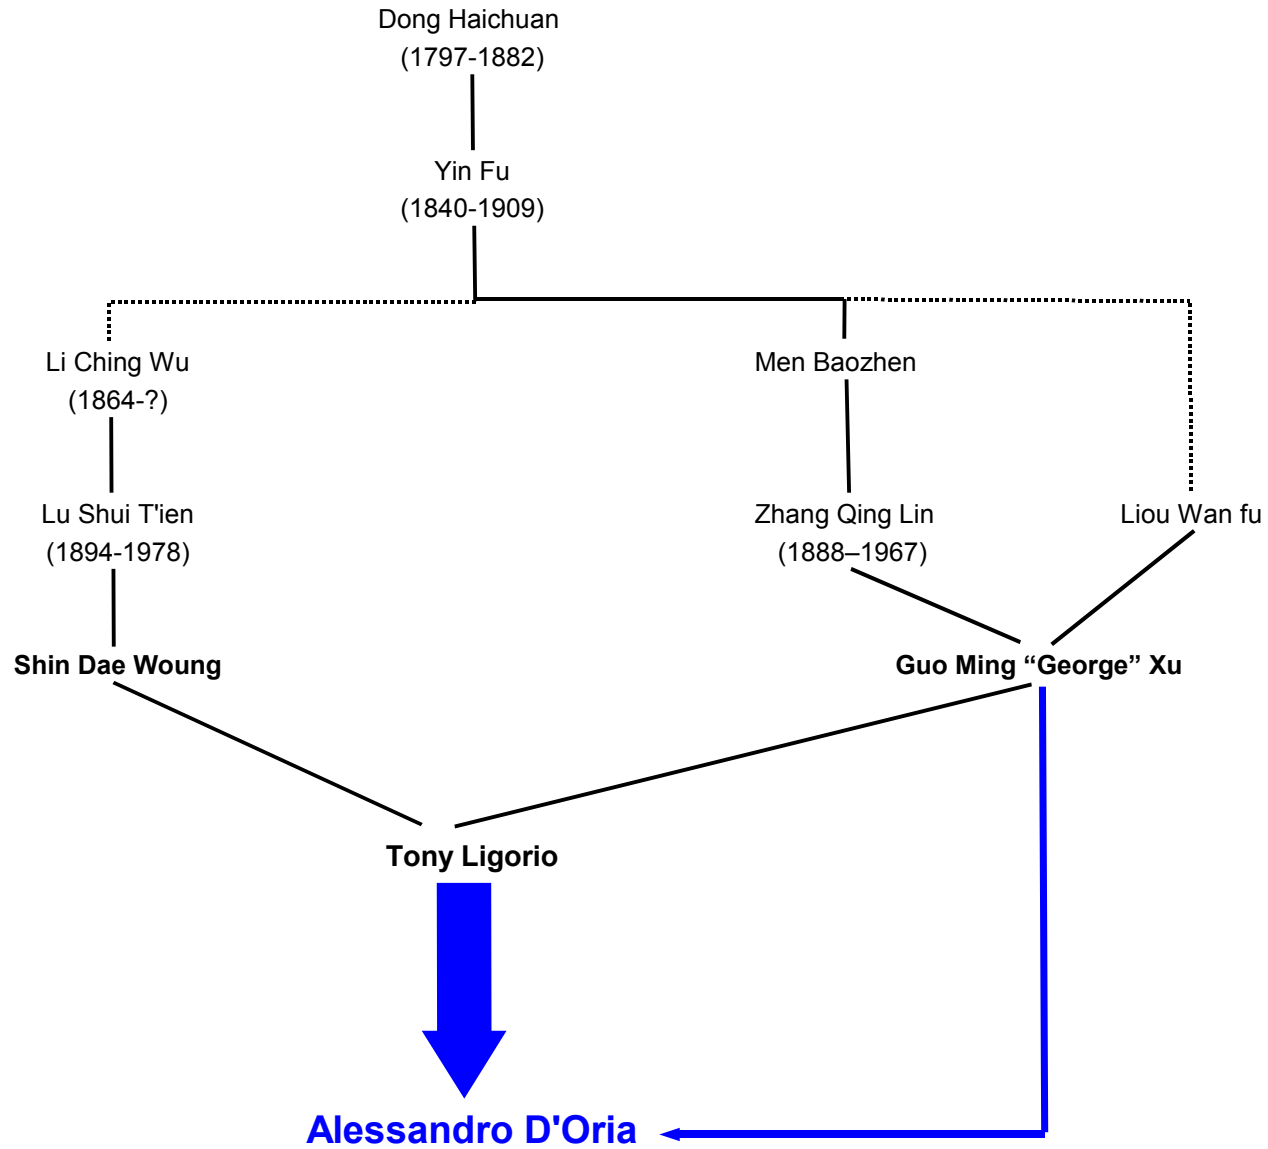 Dong Haichuan
(1797-1882)
Yin Fu
(1840-1909)
Li Ching Wu
(1864-?)
Men Baozhen
Lu Shui T'ien
(1894-1978)
Zhang Qing Lin
(1888–1967)
Liou Wan fu
Shin Dae Woung
Guo Ming “George” Xu
Tony Ligorio
Alessandro D'Oria